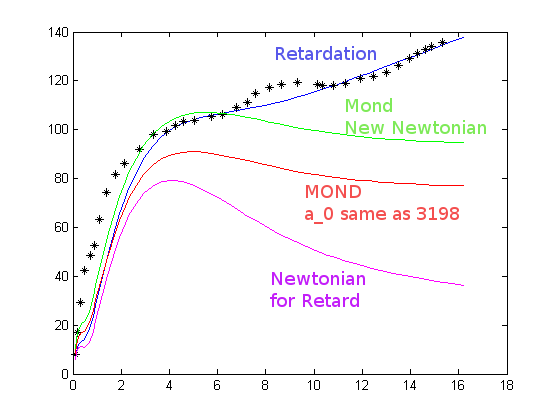 140
120
100
80
60
40
20
0
0 2 4 6 8 10 12 14 16 18
Retardation
Mond
New Newtonian
MOND
a_0 same as 3198
Newtonian
for Retard